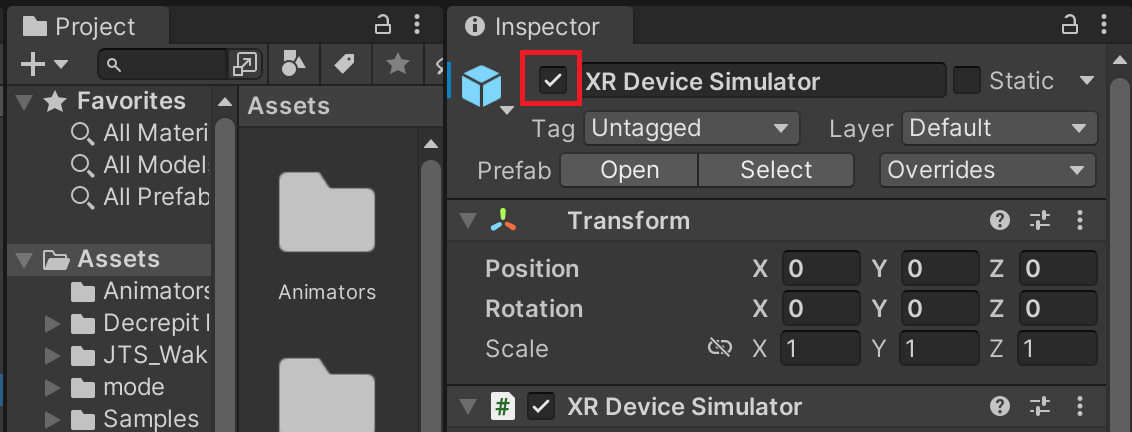 Project
Favorites
All Materi
All Models
All Prefab
Assets
Animators
Decrepit
JTS_Wak
mode
Samples
Assets
Animators
Inspector
XR Device Simulator
Static
Tag Untagged Layer Default
Prefab Open Select Overrides
Transform
Position X 0 Y 0 Z 0
Rotation X 0 Y 0 Z 0
Scale X 1 Y 1 Z 1
# XR Device Simulator